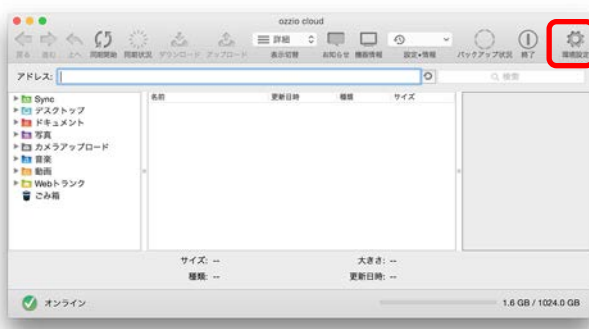 ozzio cloud
戻る 進む 上へ 同期開始 同期状況 ダウンロード アップロード 詳細 表示切替 お知らせ 機器情報 設定・情報 バックアップ状況 終了 環境設定
アドレス: 検索
名前 更新日時 種類 サイズ
Sync
デスクトップ
ドキュメント
写真
カメラアップロード
音楽
動画
Webトランク
ごみ箱
サイズ: -- 大きさ: --
種類: -- 更新日時: --
オンライン 1.6 GB / 1024.0 GB